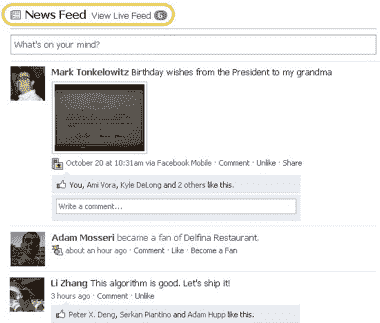 News Feed View Live Feed 6
What's on your mind?
Mark Tonkelowitz Birthday wishes from the President to my grandma
October 20 at 10:31am via Facebook Mobile · Comment · Unlike · Share
You, Ami Vora, Kyle DeLong and 2 others like this.
Write a comment...
Adam Mosseri became a fan of Delfina Restaurant.
about an hour ago · Comment · Like · Become a Fan
Li Zhang This algorithm is good. Let's ship it!
3 hours ago · Comment · Unlike
Peter X. Deng, Serkan Piantino and Adam Hupp like this.